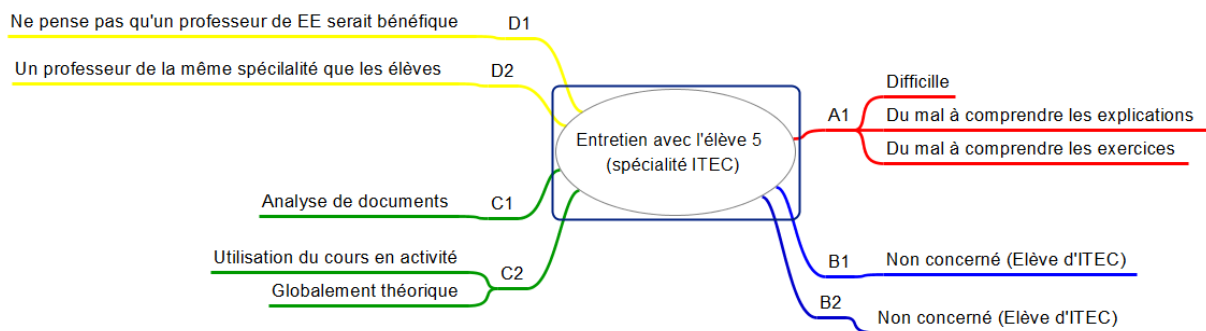 Ne pense pas qu'un professeur de EE serait bénéfique
D1
Un professeur de la même spécilalité que les élèves
D2
Entretien avec l'élève 5
(spécialité ITEC)
A1
Difficille
Du mal à comprendre les explications
Du mal à comprendre les exercices
Analyse de documents
C1
Utilisation du cours en activité
Globalement théorique
C2
B1
Non concerné (Elève d'ITEC)
B2
Non concerné (Elève d'ITEC)